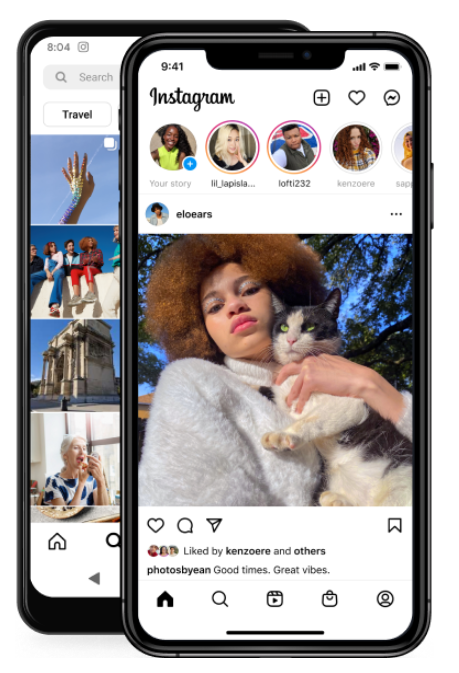 8:04
Search
Travel
9:41
Instagram
Your story
lil_lapisla...
lofti232
kenzoere
eloears
Liked by kenzoere and others
photosbyean Good times. Great vibes.